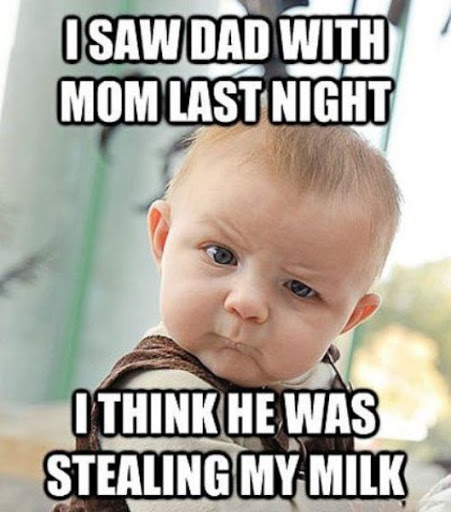 I SAW DAD WITH
MOM LAST NIGHT
I THINK HE WAS
STEALING MY MILK